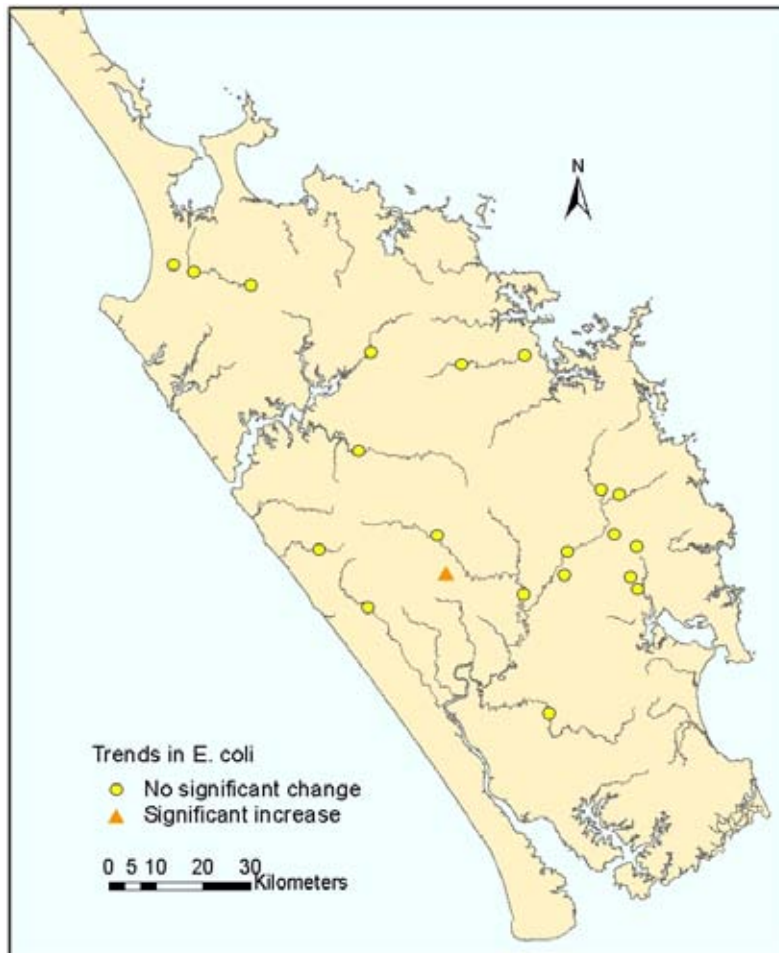 N
Trends in E. coli
No significant change
Significant increase
0 5 10 20 30
Kilometers